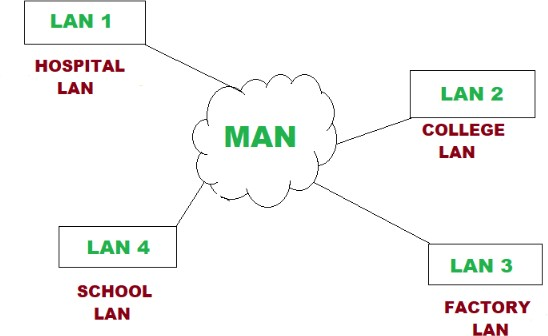 LAN 1
HOSPITAL
LAN
MAN
LAN 2
COLLEGE
LAN
LAN 4
SCHOOL
LAN
LAN 3
FACTORY
LAN